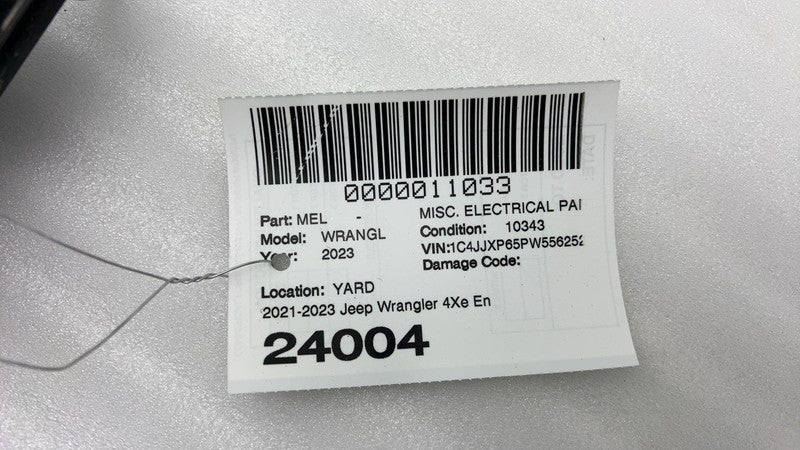 0000011033
Part: MEL - MISC. ELECTRICAL PAI
Model: WRANGL Condition: 10343
Year: 2023 VIN:1C4JJXP65PW556252
Damage Code:
Location: YARD
2021-2023 Jeep Wrangler 4Xe En
24004